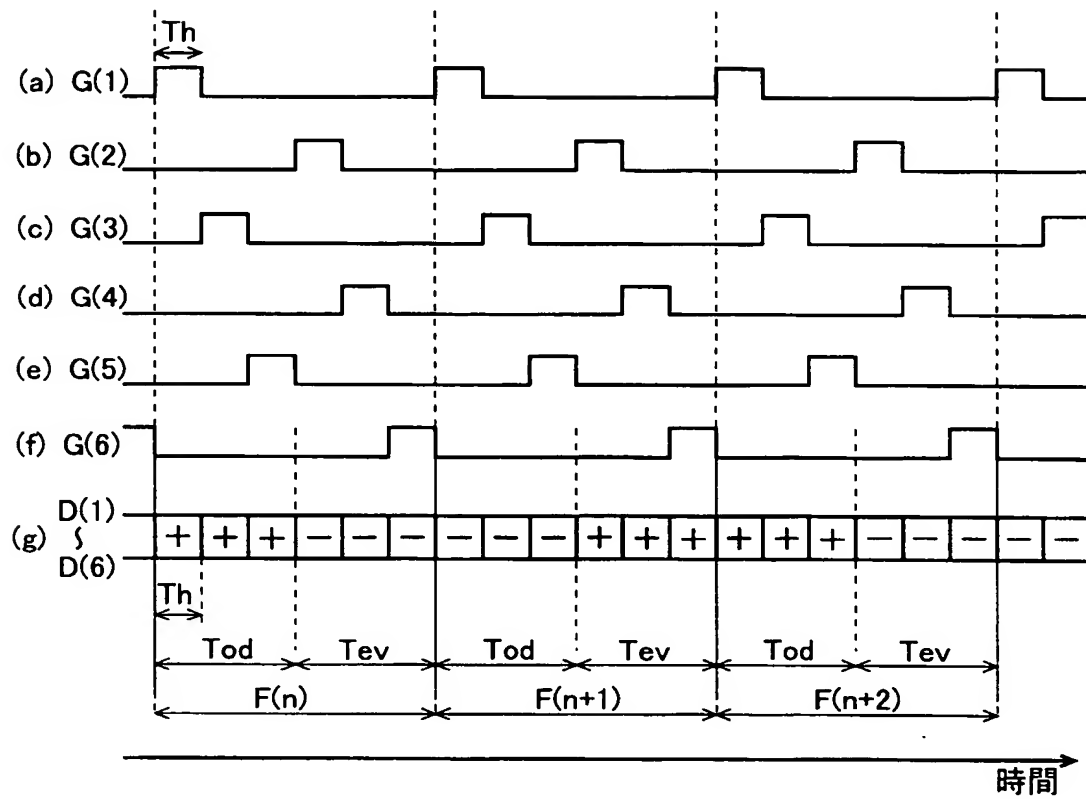 Th
(a) G(1)
(b) G(2)
(c) G(3)
(d) G(4)
(e) G(5)
(f) G(6)
D(1)
(g) ∫
D(6)
+ + + − − − − − − + + + + + + − − − − −
Th
Tod Tev Tod Tev Tod Tev
F(n) F(n+1) F(n+2)
時間